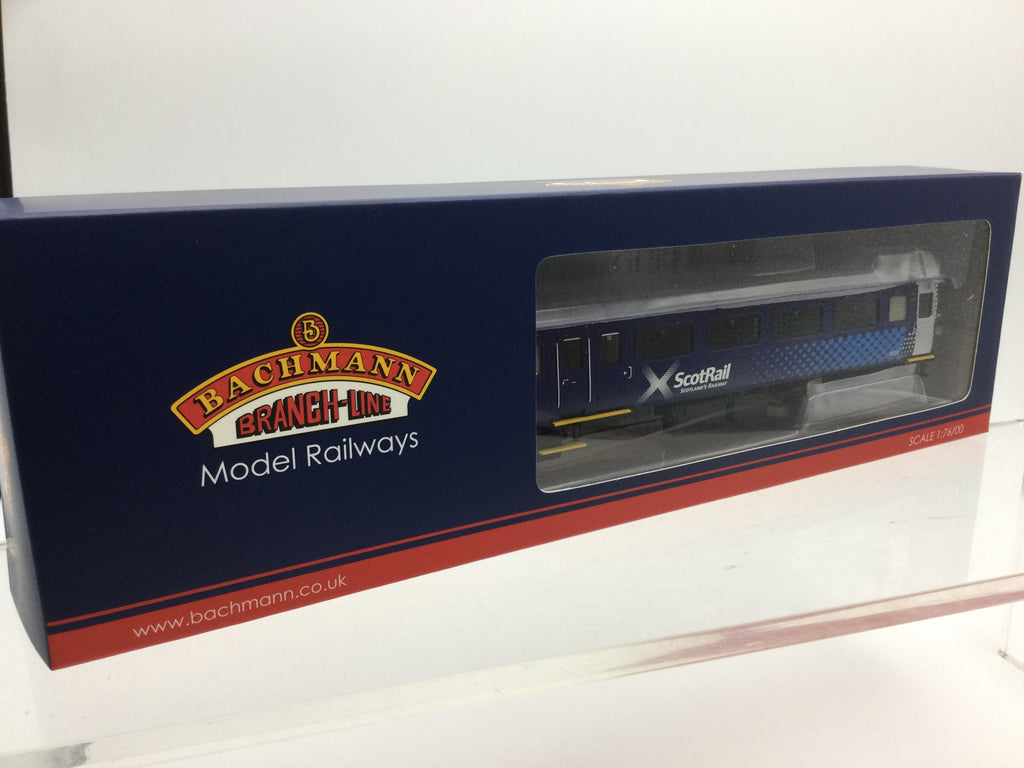 B
BACHMANN
BRANCH-LINE
Model Railways
www.bachmann.co.uk
ScotRail
SCOTLAND'S RAILWAY
SCALE 1:76/00